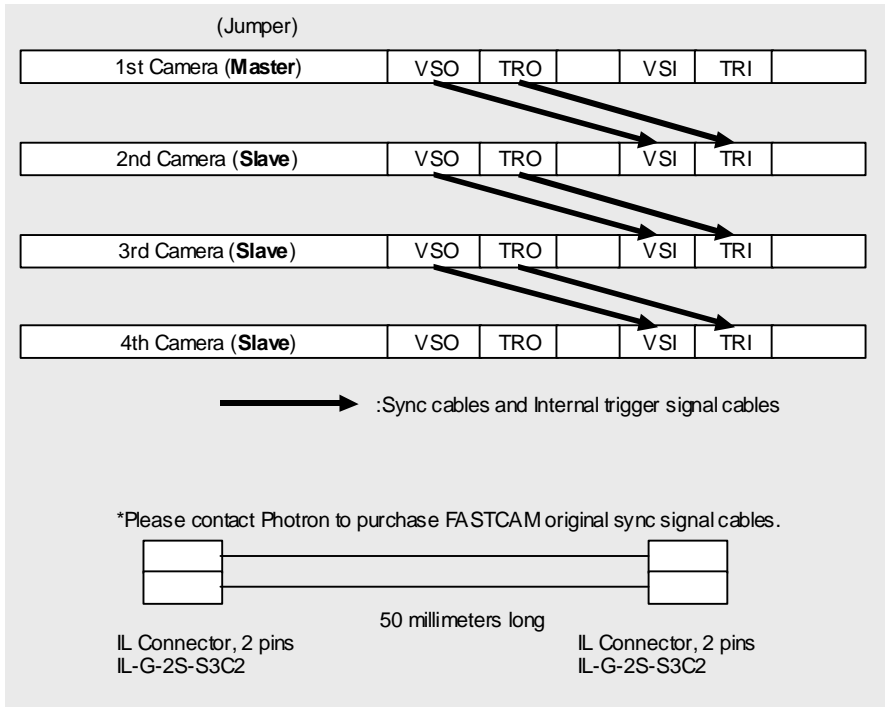 (Jumper)
1st Camera (Master) VSO TRO VSI TRI
2nd Camera (Slave) VSO TRO VSI TRI
3rd Camera (Slave) VSO TRO VSI TRI
4th Camera (Slave) VSO TRO VSI TRI
:Sync cables and Internal trigger signal cables
*Please contact Photron to purchase FASTCAM original sync signal cables.
50 millimeters long
IL Connector, 2 pins IL Connector, 2 pins
IL-G-2S-S3C2 IL-G-2S-S3C2